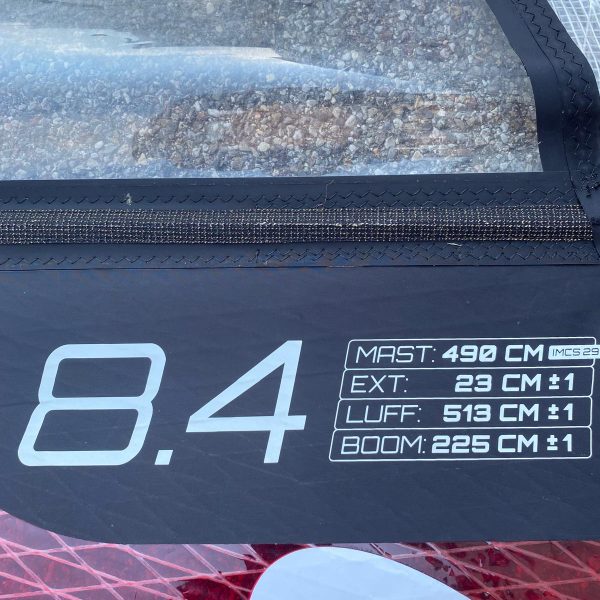 8.4
MAST: 490 CM IMCS 29
EXT: 23 CM ±1
LUFF: 513 CM ±1
BOOM: 225 CM ±1